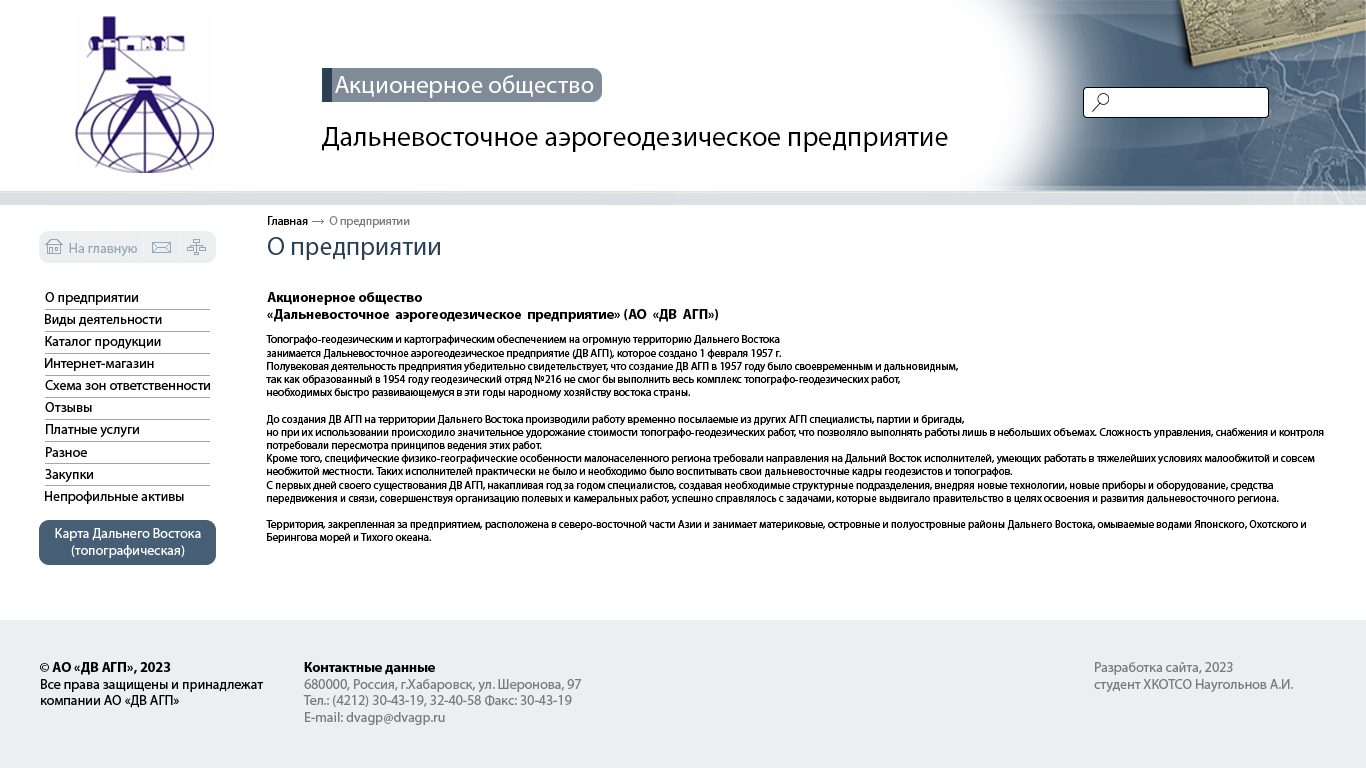 Акционерное общество
Дальневосточное аэрогеодезическое предприятие
Главная → О предприятии
На главную
О предприятии
О предприятии
Виды деятельности
Каталог продукции
Интернет-магазин
Схема зон ответственности
Отзывы
Платные услуги
Разное
Закупки
Непрофильные активы
Карта Дальнего Востока
(топографическая)
Акционерное общество
«Дальневосточное аэрогеодезическое предприятие» (АО «ДВ АГП»)
Топографо-геодезическим и картографическим обеспечением на огромную территорию Дальнего Востока
занимается Дальневосточное аэрогеодезическое предприятие (ДВ АГП), которое создано 1 февраля 1957 г.
Полувековая деятельность предприятия убедительно свидетельствует, что создание ДВ АГП в 1957 году было своевременным и дальновидным,
так как образованный в 1954 году геодезический отряд №216 не смог бы выполнить весь комплекс топографо-геодезических работ,
необходимых быстро развивающемуся в эти годы народному хозяйству востока страны.
До создания ДВ АГП на территории Дальнего Востока производили работу временно посылаемые из других АГП специалисты, партии и бригады,
но при их использовании происходило значительное удорожание стоимости топографо-геодезических работ, что позволяло выполнять работы лишь в небольших объемах. Сложность управления, снабжения и контроля
потребовали пересмотра принципов ведения этих работ.
Кроме того, специфические физико-географические особенности малонаселенного региона требовали направления на Дальний Восток исполнителей, умеющих работать в тяжелейших условиях малообжитой и совсем
необжитой местности. Таких исполнителей практически не было и необходимо было воспитывать свои дальневосточные кадры геодезистов и топографов.
С первых дней своего существования ДВ АГП, накапливая год за годом специалистов, создавая необходимые структурные подразделения, внедряя новые технологии, новые приборы и оборудование, средства
передвижения и связи, совершенствуя организацию полевых и камеральных работ, успешно справлялось с задачами, которые выдвигало правительство в целях освоения и развития дальневосточного региона.
Территория, закрепленная за предприятием, расположена в северо-восточной части Азии и занимает материковые, островные и полуостровные районы Дальнего Востока, омываемые водами Японского, Охотского и
Берингова морей и Тихого океана.
© АО «ДВ АГП», 2023
Все права защищены и принадлежат
компании АО «ДВ АГП»
Контактные данные
680000, Россия, г.Хабаровск, ул. Шеронова, 97
Тел.: (4212) 30-43-19, 32-40-58 Факс: 30-43-19
E-mail: dvagp@dvagp.ru
Разработка сайта, 2023
студент ХКОТСО Наугольнов А.И.